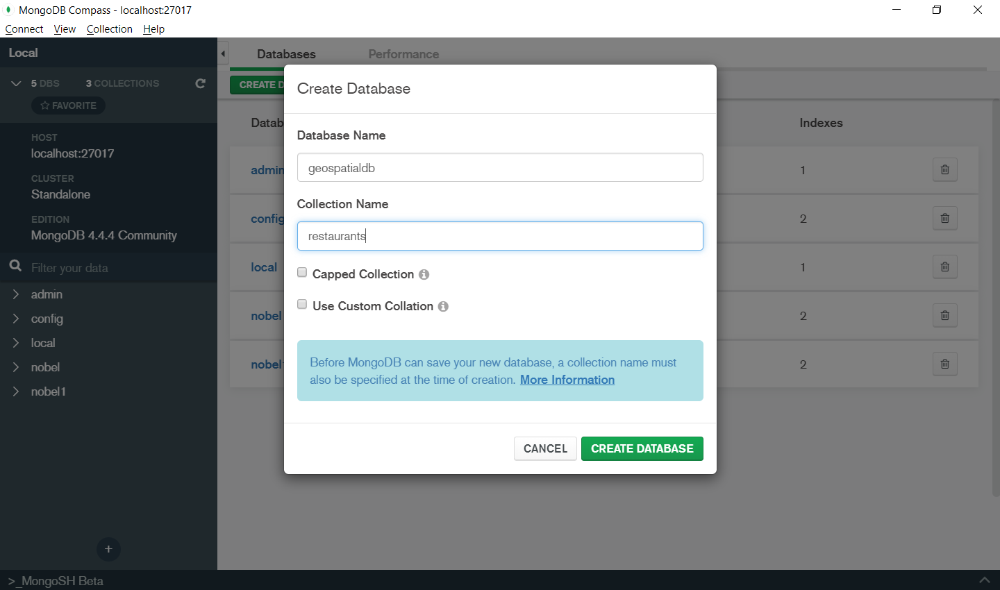 MongoDB Compass - localhost:27017
Connect View Collection Help
Local
Databases Performance
5 DBS 3 COLLECTIONS
FAVORITE
HOST
localhost:27017
CLUSTER
Standalone
EDITION
MongoDB 4.4.4 Community
Filter your data
admin
config
local
nobel
nobel1
>_MongoSH Beta
CREATE D
Datab Indexes
admin 1
config 2
local 1
nobel 2
nobel1 2
Create Database
Database Name
geospatialdb
Collection Name
restaurants
Capped Collection
Use Custom Collation
Before MongoDB can save your new database, a collection name must
also be specified at the time of creation. More Information
CANCEL CREATE DATABASE